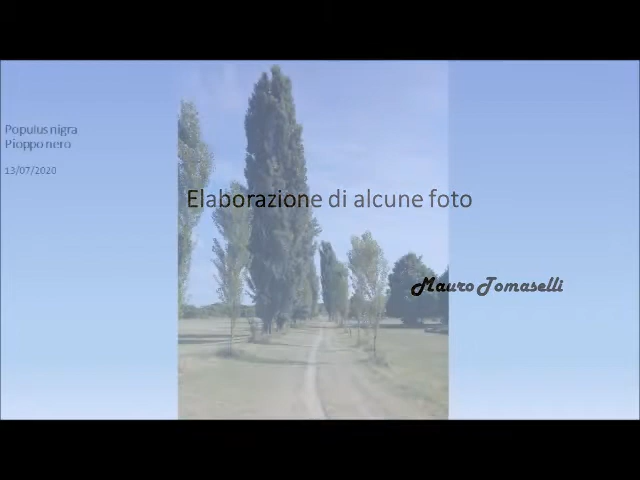 Populus nigra
Pioppo nero
13/07/2020
Elaborazione di alcune foto
Mauro Tomaselli